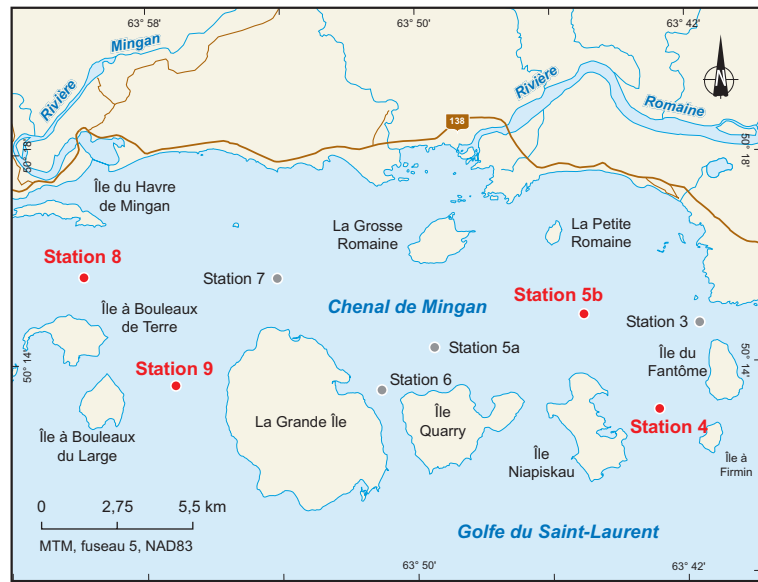 63° 58'
63° 50'
63° 42'
Rivière
Mingan
Rivière
Romaine
N
138
50° 18'
50° 18'
Île du Havre
de Mingan
La Grosse
Romaine
La Petite
Romaine
Station 8
Station 7
Chenal de Mingan
Station 5b
Île à Bouleaux
de Terre
Station 3
Station 5a
50° 14'
50° 14'
Île du
Fantôme
Station 9
Station 6
La Grande Île
Île
Quarry
Station 4
Île à Bouleaux
du Large
Île
Niapiskau
Île à
Firmin
0 2,75 5,5 km
MTM, fuseau 5, NAD83
Golfe du Saint-Laurent
63° 50'
63° 42'